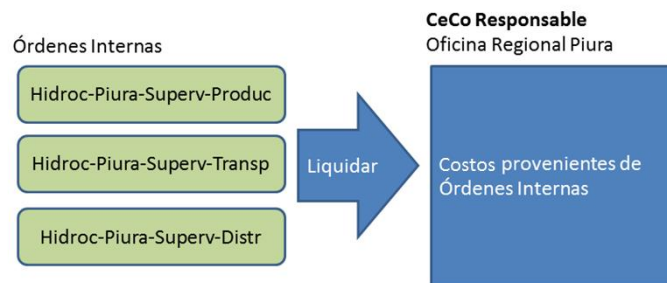 Órdenes Internas
Hidroc-Piura-Superv-Produc
Hidroc-Piura-Superv-Transp
Hidroc-Piura-Superv-Distr
Liquidar
CeCo Responsable
Oficina Regional Piura
Costos provenientes de
Órdenes Internas